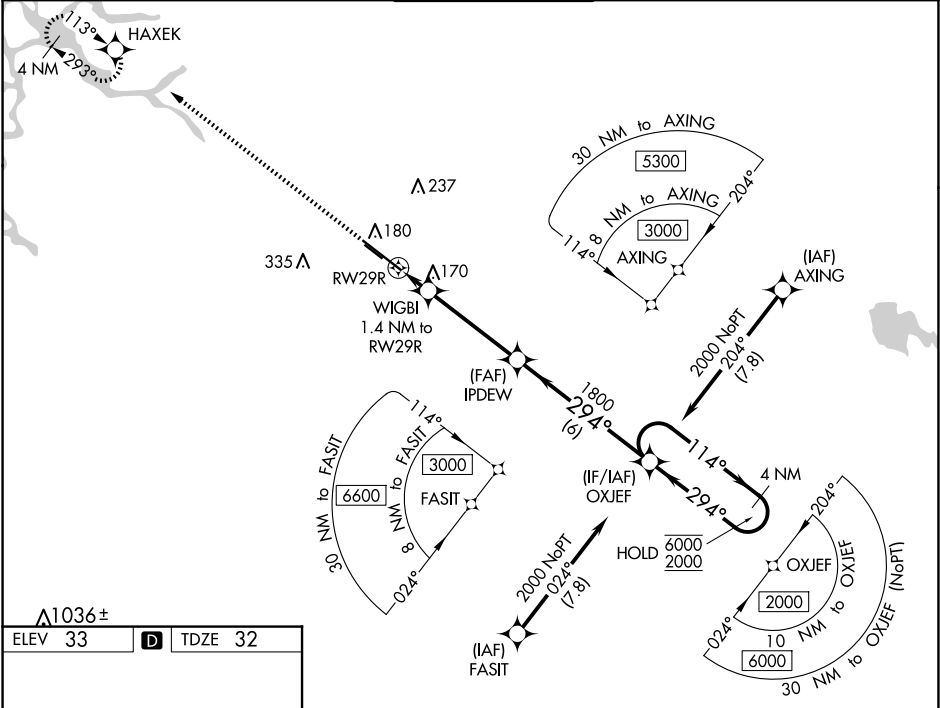 113°
HAXEK
4 NM
293°
30 NM to AXING
5300
8 NM to AXING
3000
AXING
204°
114°
237
180
335
RW29R
170
WIGBI
1.4 NM to
RW29R
(IAF)
AXING
2000 NoPT
204°
(7.8)
(FAF)
IPDEW
1800
294°
(6)
114°
30 NM to FASIT
6600
8 NM to FASIT
3000
FASIT
024°
(IF/IAF)
OXJEF
114°
294°
4 NM
HOLD
6000
2000
2000 NoPT
024°
(7.8)
(IAF)
FASIT
204°
OXJEF
2000
024°
10 NM to OXJEF
6000
30 NM to OXJEF (NoPT)
1036±
ELEV 33 D TDZE 32